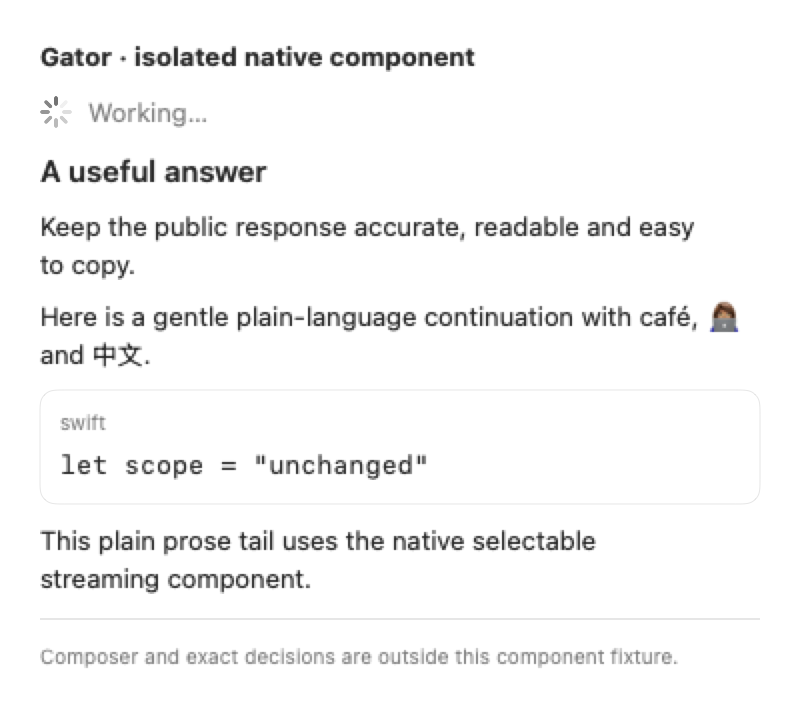 Gator · isolated native component
Working...
A useful answer
Keep the public response accurate, readable and easy
to copy.
Here is a gentle plain-language continuation with café, 👩🏽‍💻
and 中文.
swift
let scope = "unchanged"
This plain prose tail uses the native selectable
streaming component.
Composer and exact decisions are outside this component fixture.